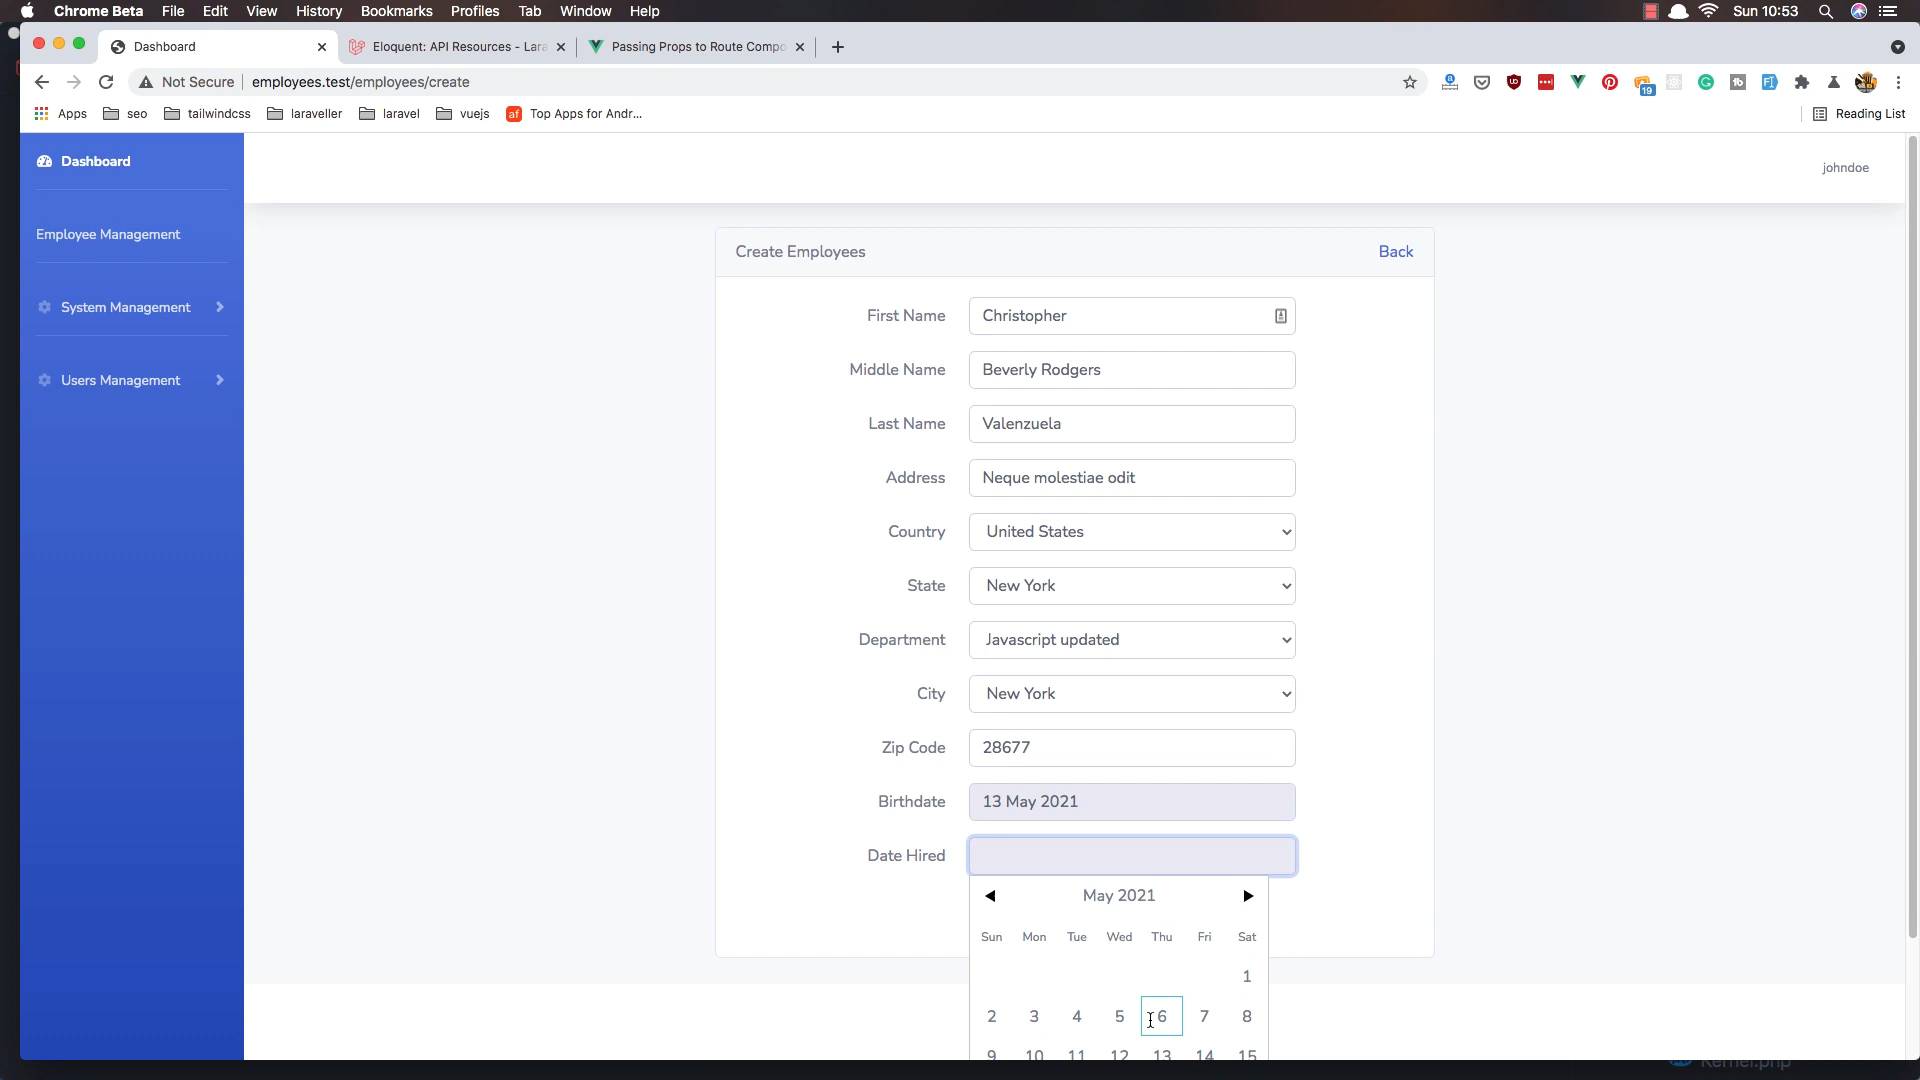 Chrome Beta File Edit View History Bookmarks Profiles Tab Window Help Sun 10:53
Dashboard Eloquent: API Resources - Lara Passing Props to Route Compo
Not Secure employees.test/employees/create 19
Apps seo tailwindcss laraveller laravel vuejs af Top Apps for Andr... Reading List
Dashboard
johndoe
Employee Management
System Management
Users Management
Create Employees Back
First Name Christopher
Middle Name Beverly Rodgers
Last Name Valenzuela
Address Neque molestiae odit
Country United States
State New York
Department Javascript updated
City New York
Zip Code 28677
Birthdate 13 May 2021
Date Hired
May 2021
Sun Mon Tue Wed Thu Fri Sat
1
2 3 4 5 6 7 8
9 10 11 12 13 14 15
Kernel.php